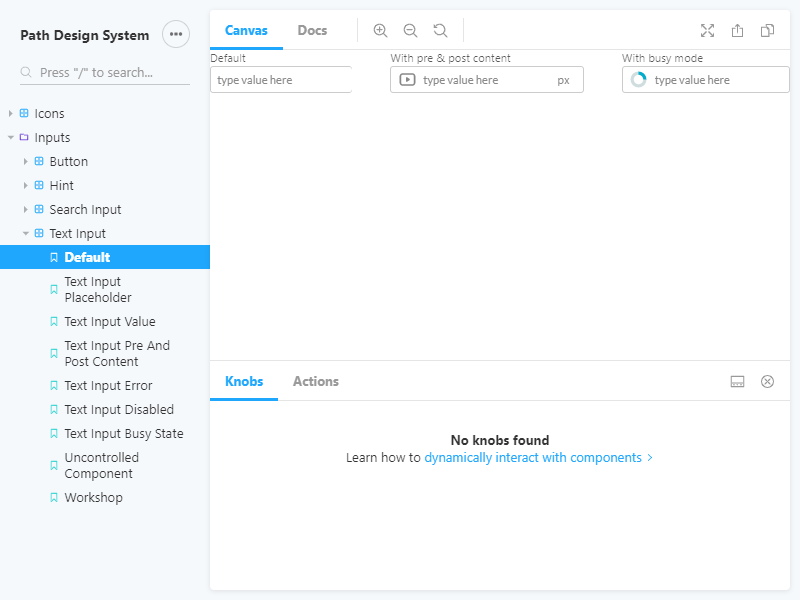 Path Design System
Press "/" to search...
Icons
Inputs
Button
Hint
Search Input
Text Input
Default
Text Input
Placeholder
Text Input Value
Text Input Pre And
Post Content
Text Input Error
Text Input Disabled
Text Input Busy State
Uncontrolled
Component
Workshop
Canvas
Docs
Default
With pre & post content
With busy mode
type value here
type value here
px
type value here
Knobs
Actions
No knobs found
Learn how to dynamically interact with components